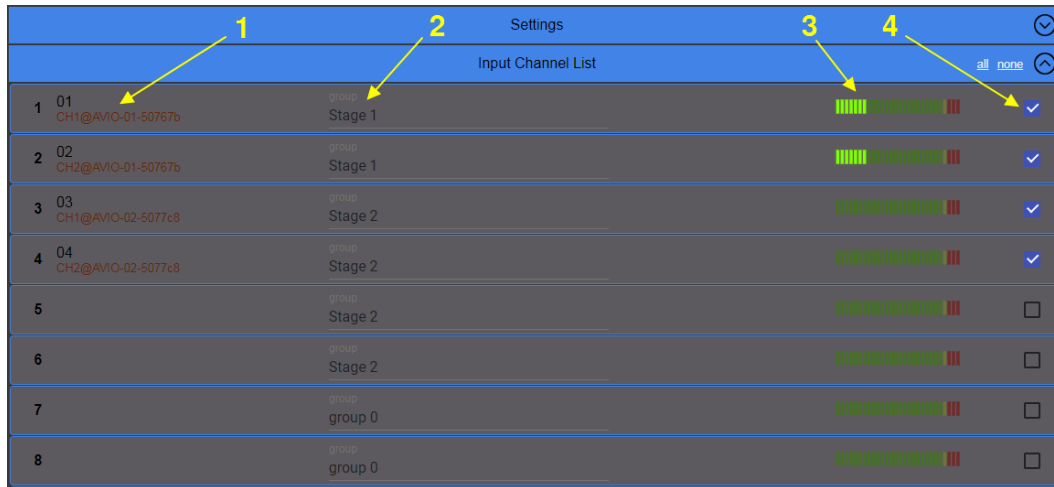 1 2 3 4
Settings
Input Channel List all none
1 01 group
CH1@AVIO-01-50767b Stage 1
2 02 group
CH2@AVIO-01-50767b Stage 1
3 03 group
CH1@AVIO-02-5077c8 Stage 2
4 04 group
CH2@AVIO-02-5077c8 Stage 2
5 group
Stage 2
6 group
Stage 2
7 group
group 0
8 group
group 0